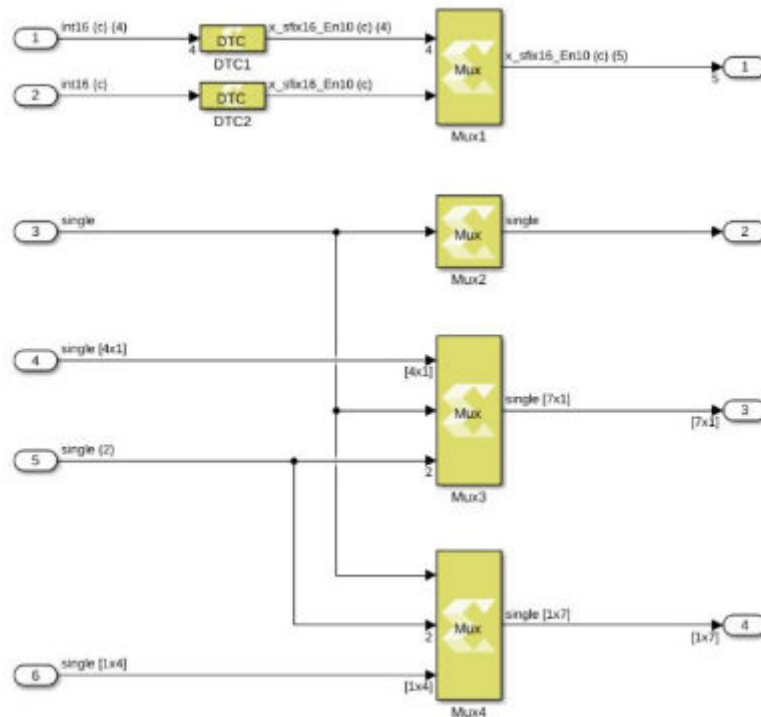 1
int16 (c) (4)
4
DTC
DTC1
x_sfix16_En10 (c) (4)
4
Mux
x_sfix16_En10 (c) (5)
5
1
2
int16 (c)
DTC
DTC2
x_sfix16_En10 (c)
Mux1
3
single
Mux
single
2
Mux2
4
single [4x1]
[4x1]
Mux
single [7x1]
[7x1]
3
5
single (2)
2
Mux3
2
Mux
single [1x7]
[1x7]
4
6
single [1x4]
[1x4]
Mux4